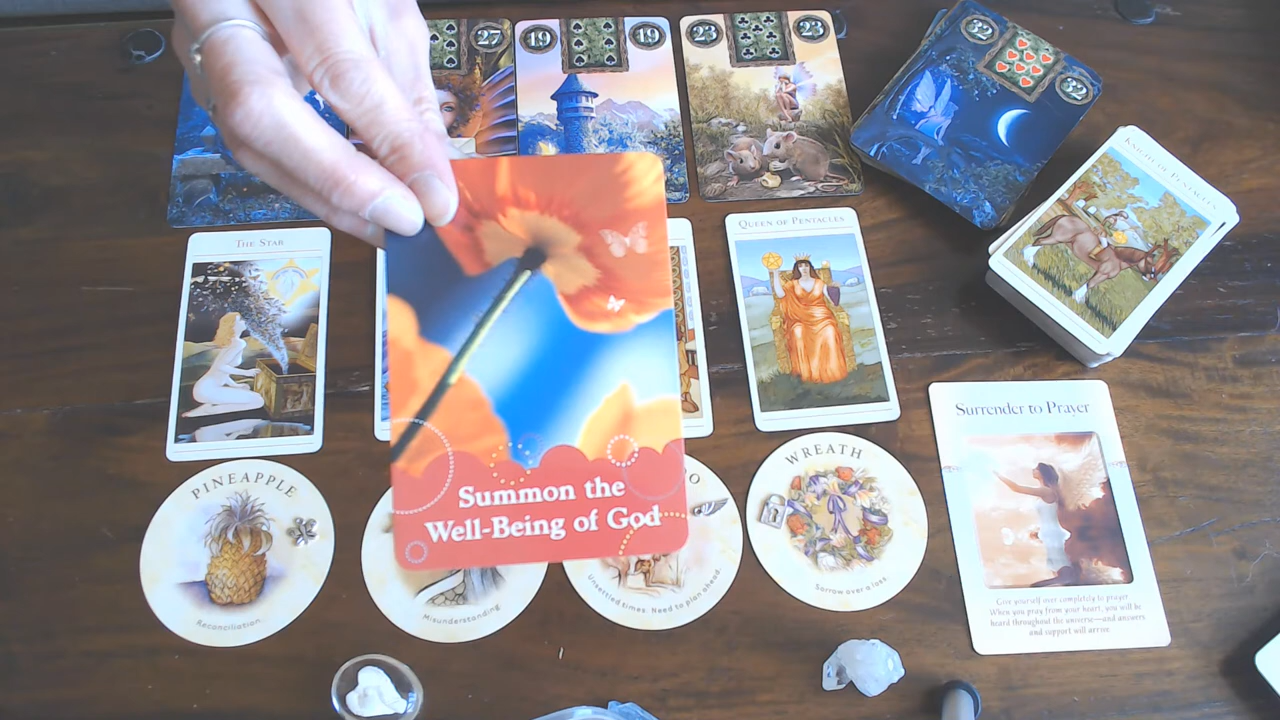 27
19
19
23
23
32
32
KNIGHT OF PENTACLES
THE STAR
QUEEN OF PENTACLES
Summon the
Well-Being of God
Surrender to Prayer
Give yourself over completely to prayer.
When you pray from your heart, you will be
heard throughout the universe—and answers
and support will arrive.
PINEAPPLE
Reconciliation.
Misunderstanding.
O
Unsettled times. Need to plan ahead.
WREATH
Sorrow over a loss.